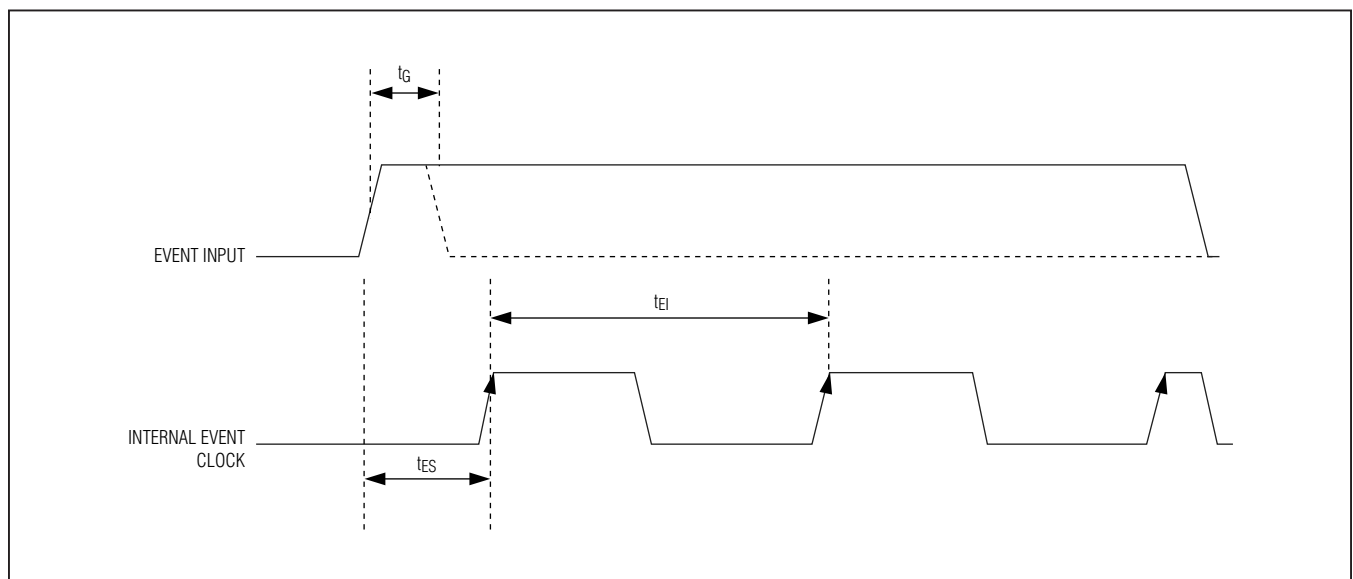 tG
EVENT INPUT
tEI
INTERNAL EVENT
CLOCK
tES